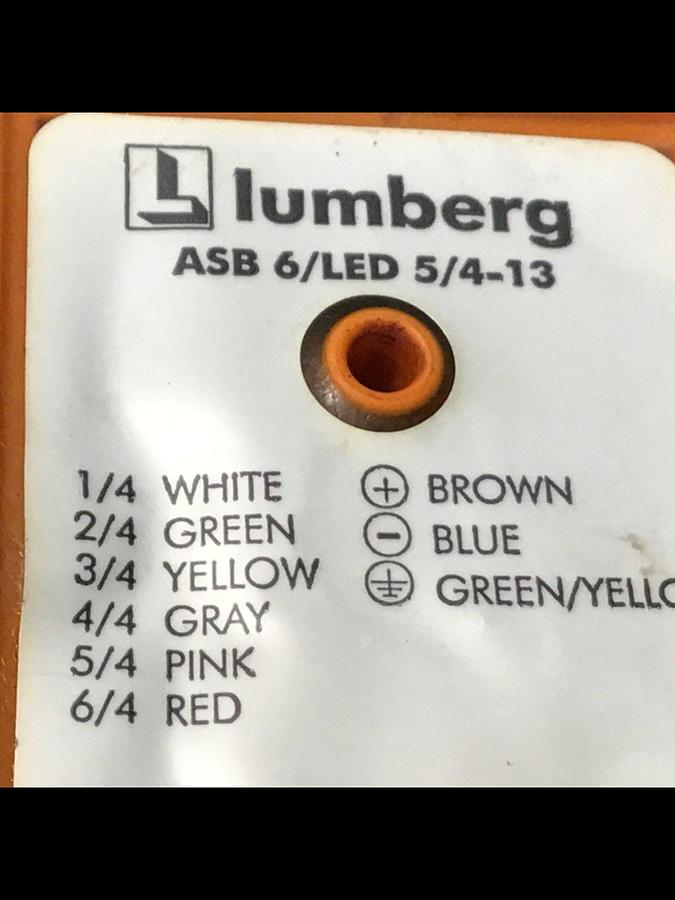 lumberg
ASB 6/LED 5/4-13
1/4 WHITE
2/4 GREEN
3/4 YELLOW
4/4 GRAY
5/4 PINK
6/4 RED
+ BROWN
- BLUE
⏚ GREEN/YELLO